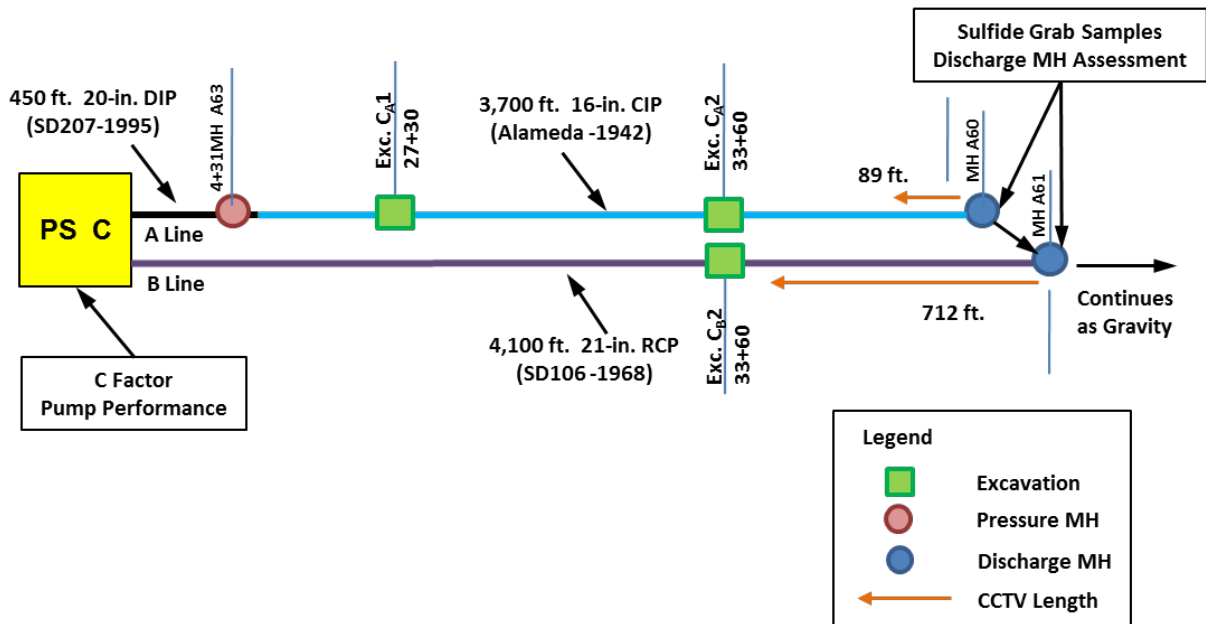 Sulfide Grab Samples
Discharge MH Assessment
450 ft.  20-in. DIP
(SD207-1995)
4+31MH  A63
Exc. CA1
27+30
3,700 ft.  16-in. CIP
(Alameda -1942)
Exc. CA2
33+60
89 ft.
MH A60
MH A61
PS  C
A Line
B Line
712 ft.
Continues
as Gravity
4,100 ft.  21-in. RCP
(SD106 -1968)
Exc. CB2
33+60
C Factor
Pump Performance
Legend
Excavation
Pressure MH
Discharge MH
CCTV Length